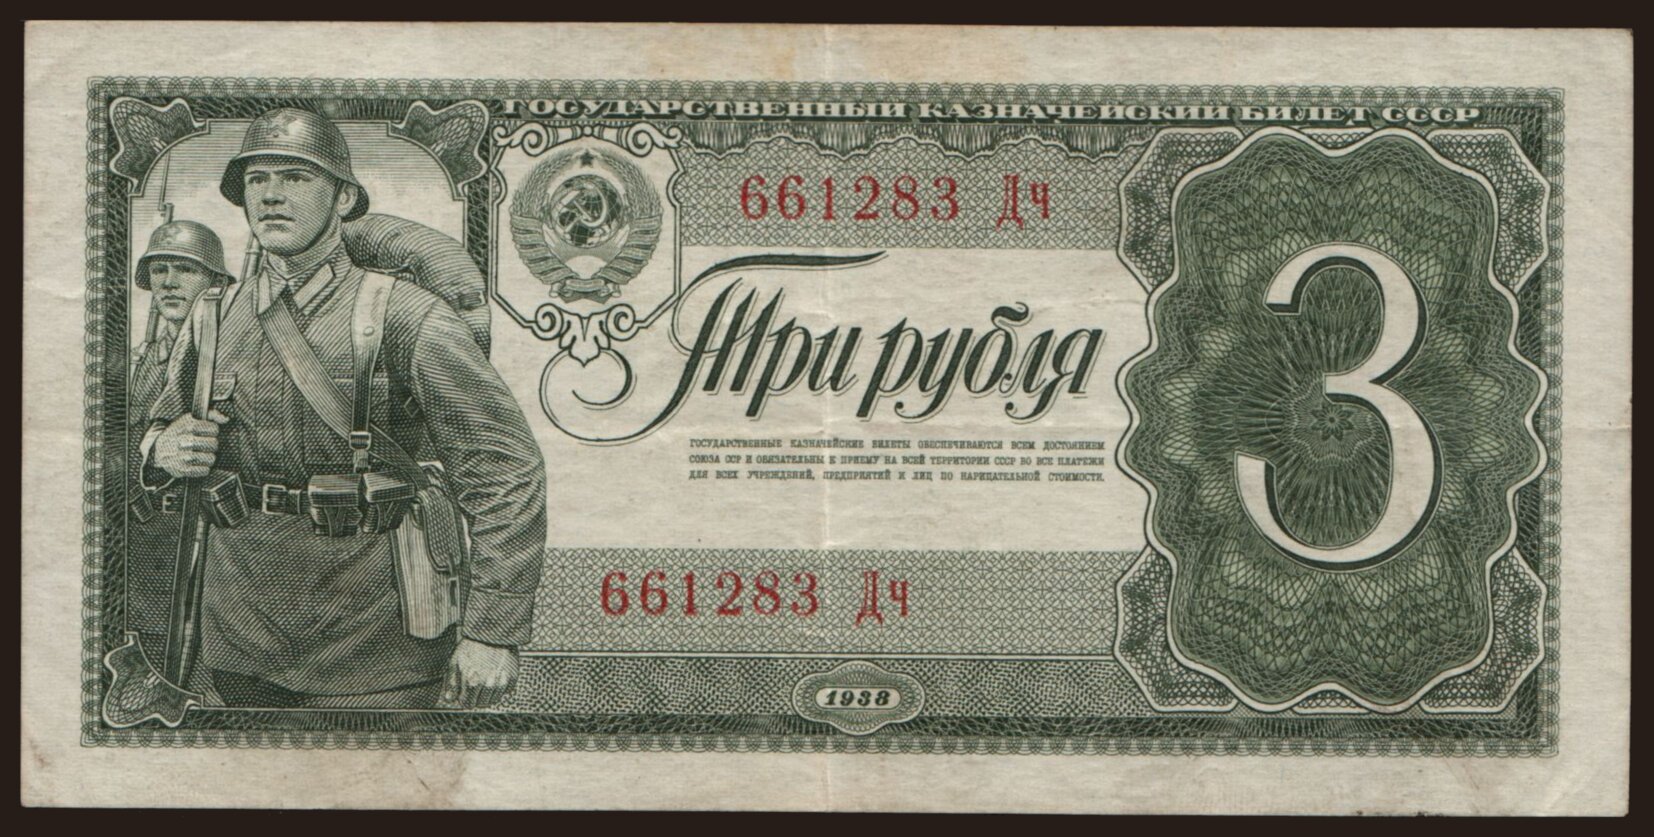 ГОСУДАРСТВЕННЫЙ КАЗНАЧЕЙСКИЙ БИЛЕТ СССР
661283 Дч
Три рубля
3
ГОСУДАРСТВЕННЫЕ КАЗНАЧЕЙСКИЕ БИЛЕТЫ ОБЕСПЕЧИВАЮТСЯ ВСЕМ ДОСТОЯНИЕМ
СОЮЗА ССР И ОБЯЗАТЕЛЬНЫ К ПРИЕМУ НА ВСЕЙ ТЕРРИТОРИИ СССР ВО ВСЕ ПЛАТЕЖИ
ДЛЯ ВСЕХ УЧРЕЖДЕНИЙ, ПРЕДПРИЯТИЙ И ЛИЦ ПО НАРИЦАТЕЛЬНОЙ СТОИМОСТИ.
661283 Дч
1938